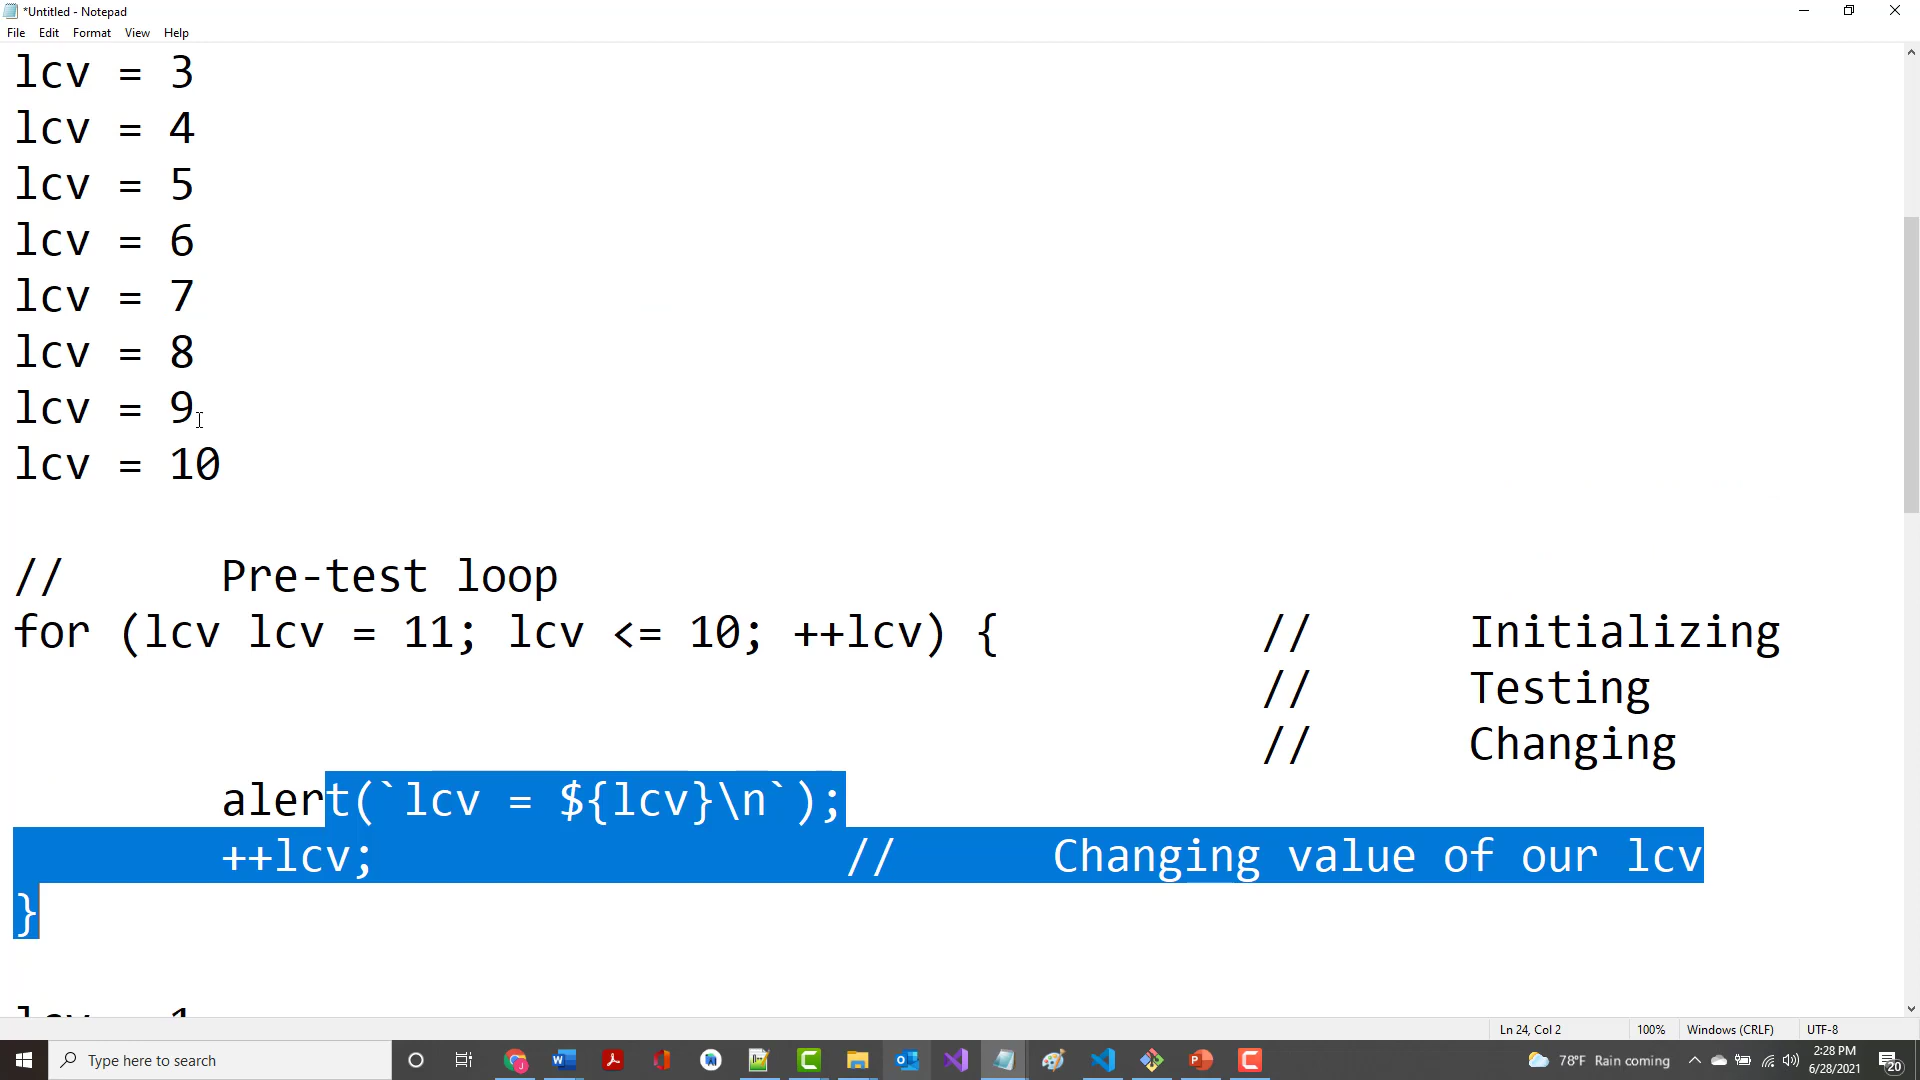 *Untitled - Notepad
File Edit Format View Help
lcv = 3
lcv = 4
lcv = 5
lcv = 6
lcv = 7
lcv = 8
lcv = 9
lcv = 10
// Pre-test loop
for (lcv lcv = 11; lcv <= 10; ++lcv) { // Initializing
// Testing
// Changing
alert(`lcv = ${lcv}\n`);
++lcv; // Changing value of our lcv
}
Ln 24, Col 2 100% Windows (CRLF) UTF-8
Type here to search
78°F Rain coming
2:28 PM
6/28/2021
20